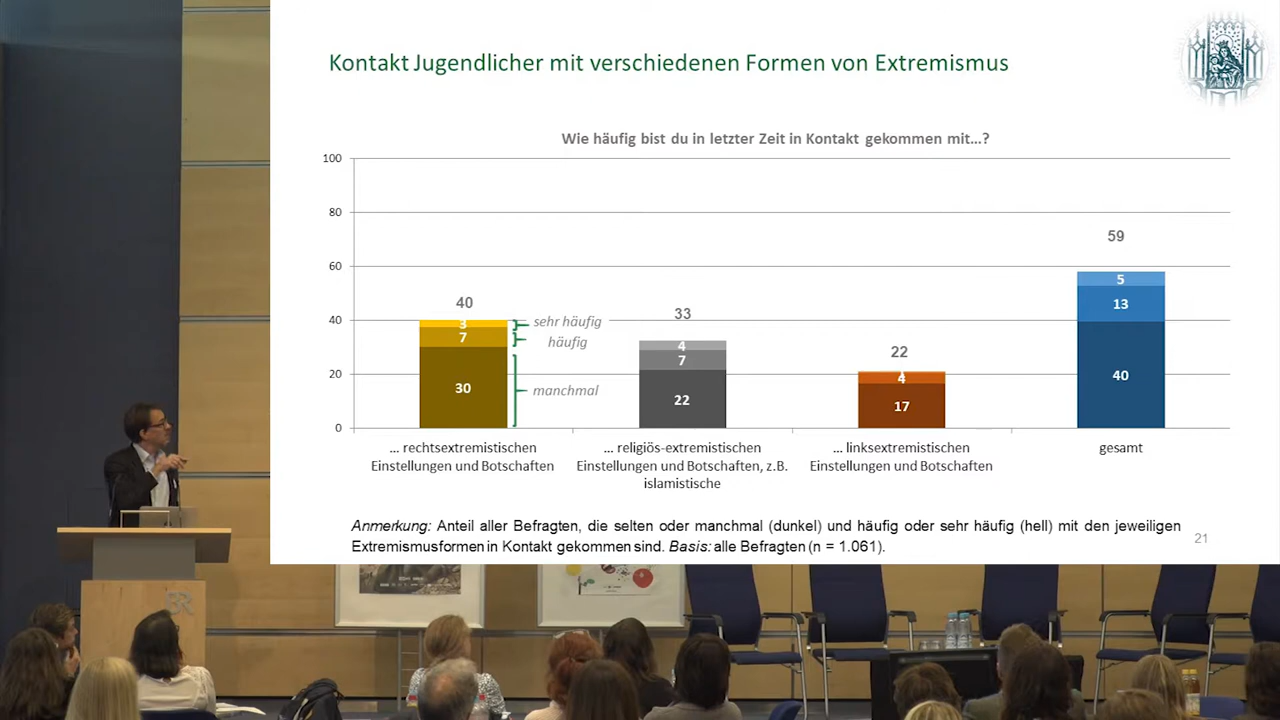 Kontakt Jugendlicher mit verschiedenen Formen von Extremismus
Wie häufig bist du in letzter Zeit in Kontakt gekommen mit...?
100
80
60
40
20
0
40
3
7
30
sehr häufig
häufig
manchmal
33
4
7
22
22
1
4
17
59
5
13
40
... rechtsextremistischen
Einstellungen und Botschaften
... religiös-extremistischen
Einstellungen und Botschaften, z.B.
islamistische
... linksextremistischen
Einstellungen und Botschaften
gesamt
Anmerkung: Anteil aller Befragten, die selten oder manchmal (dunkel) und häufig oder sehr häufig (hell) mit den jeweiligen
Extremismusformen in Kontakt gekommen sind. Basis: alle Befragten (n = 1.061).
21
BR